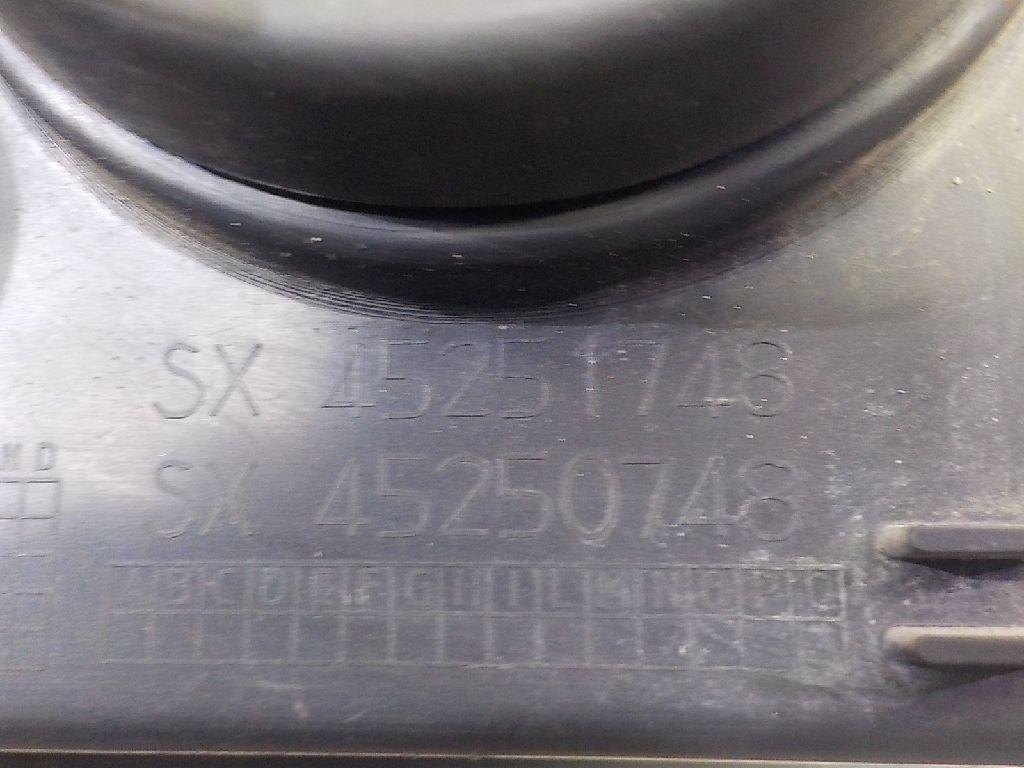 SX 45251748
SX 45250748
A B C D E F G H I L M N O P Q